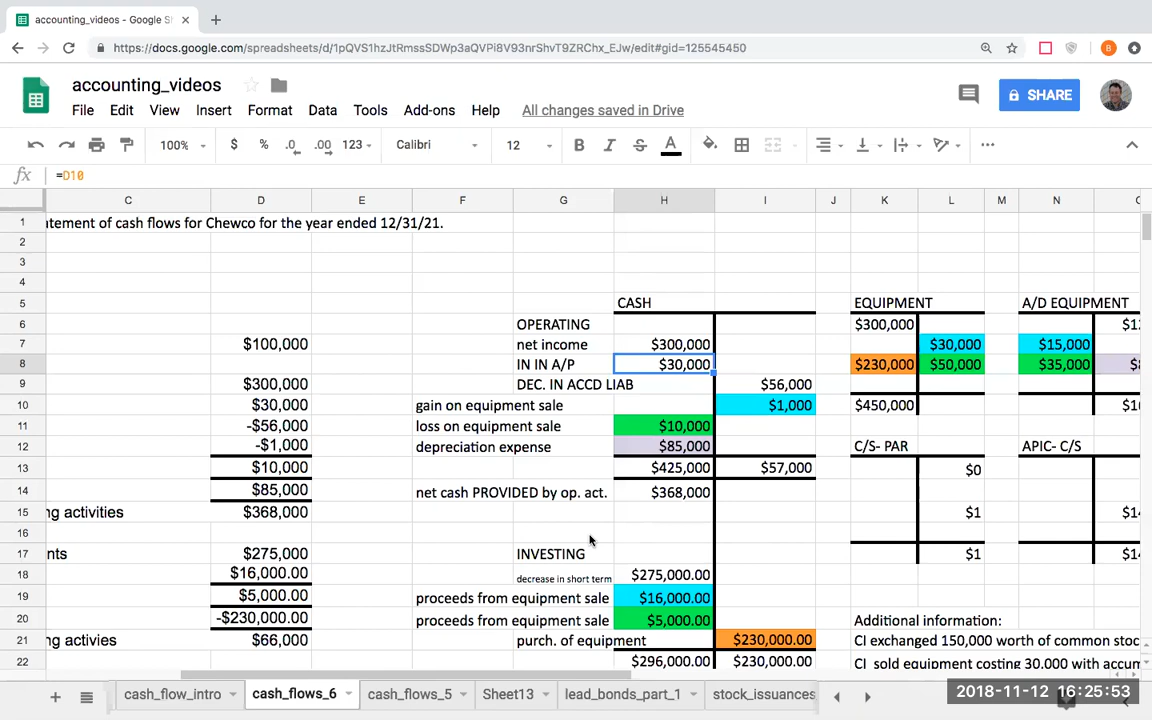 accounting_videos - Google S
https://docs.google.com/spreadsheets/d/1pQVS1hzJtRmssSDWp3aQVPi8V93nrShvT9ZRChx_EJw/edit#gid=125545450
B
accounting_videos
SHARE
File Edit View Insert Format Data Tools Add-ons Help All changes saved in Drive
100% $ % .0 .00 123 Calibri 12 B I S A
fx =D10
C D E F G H I J K L M N
1 tement of cash flows for Chewco for the year ended 12/31/21.
2
3
4
5 CASH EQUIPMENT A/D EQUIPMENT
6 OPERATING $300,000
7 $100,000 net income $300,000 $30,000 $15,000
8 IN IN A/P $30,000 $230,000 $50,000 $35,000
9 $300,000 DEC. IN ACCD LIAB $56,000
10 $30,000 gain on equipment sale $1,000 $450,000
11 -$56,000 loss on equipment sale $10,000
12 -$1,000 depreciation expense $85,000 C/S- PAR APIC- C/S
13 $10,000 $425,000 $57,000 $0
14 $85,000 net cash PROVIDED by op. act. $368,000
15 ng activities $368,000 $1
16
17 nts $275,000 INVESTING $1
18 $16,000.00 decrease in short term $275,000.00
19 $5,000.00 proceeds from equipment sale $16,000.00
20 -$230,000.00 proceeds from equipment sale $5,000.00 Additional information:
21 ng activies $66,000 purch. of equipment $230,000.00 CI exchanged 150,000 worth of common stoc
22 $296,000.00 $230,000.00 CI sold equipment costing 30,000 with accum
cash_flow_intro cash_flows_6 cash_flows_5 Sheet13 lead_bonds_part_1 stock_issuances
2018-11-12 16:25:53